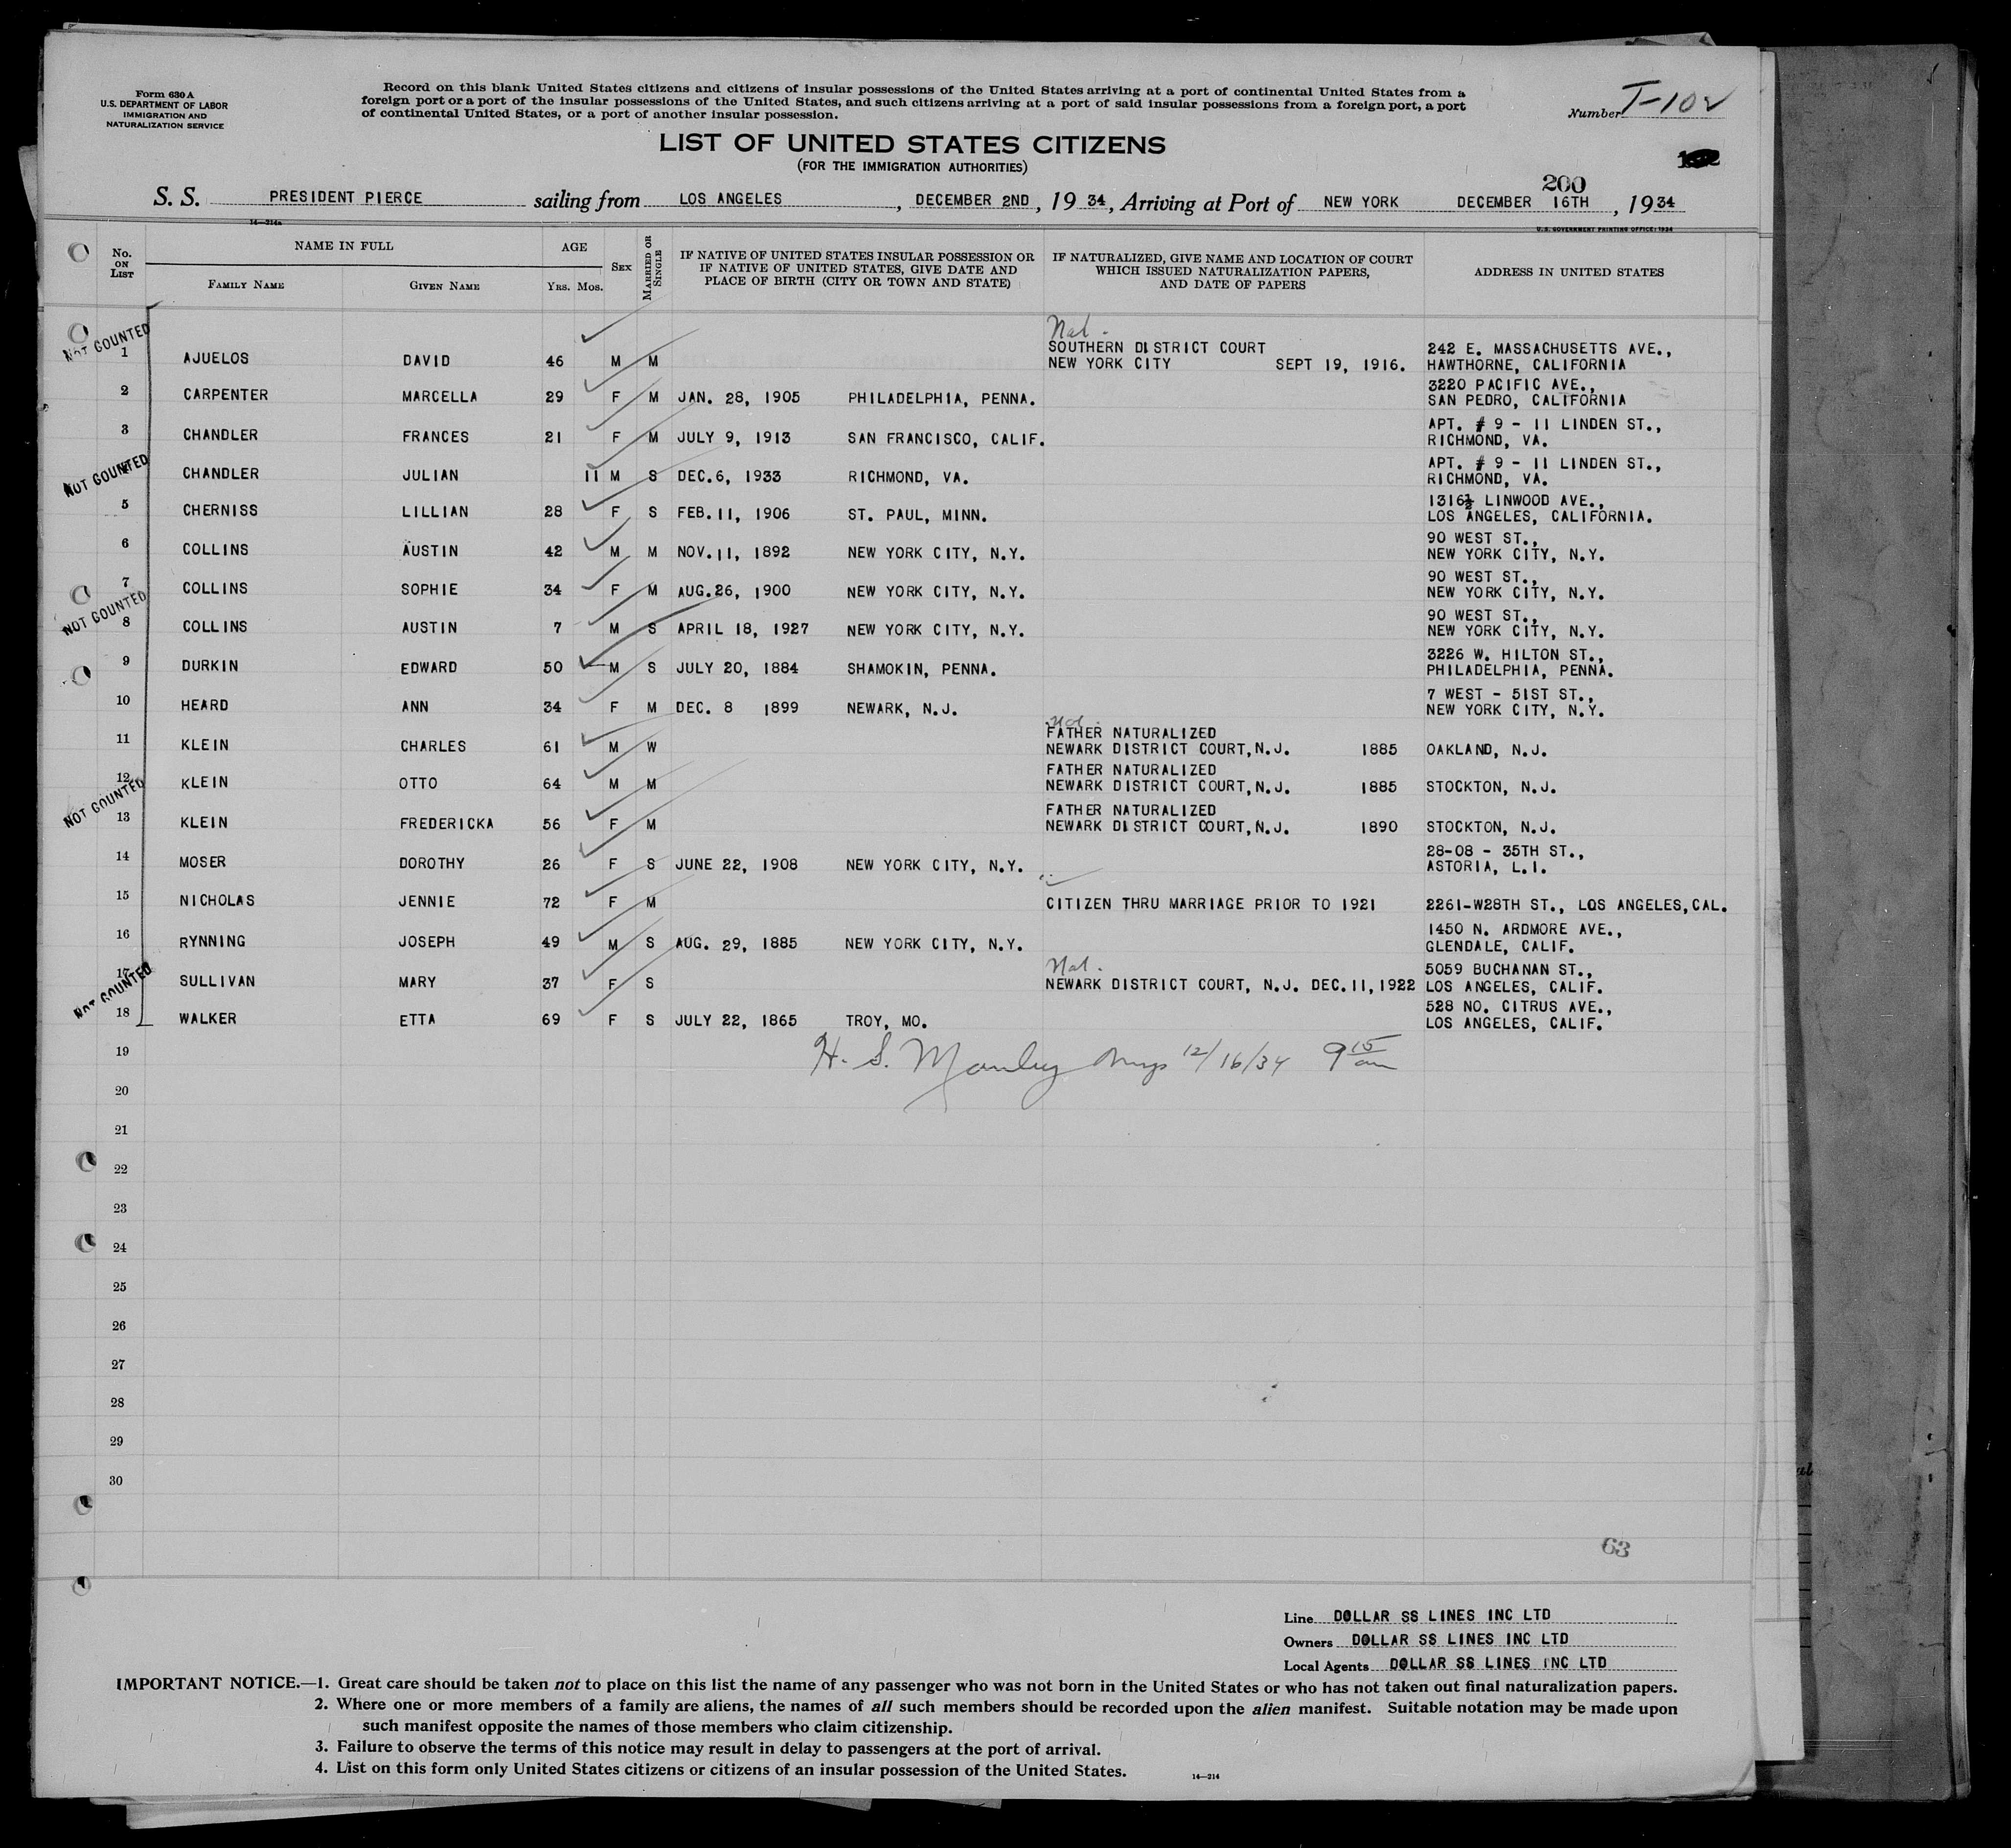 Form 630 A
U.S. DEPARTMENT OF LABOR
IMMIGRATION AND
NATURALIZATION SERVICE
Record on this blank United States citizens and citizens of insular possessions of the United States arriving at a port of continental United States from a
foreign port or a port of the insular possessions of the United States, and such citizens arriving at a port of said insular possessions from a foreign port, a port
of continental United States, or a port of another insular possession.
Number T-102
LIST OF UNITED STATES CITIZENS
(FOR THE IMMIGRATION AUTHORITIES)
200
S. S. PRESIDENT PIERCE sailing from LOS ANGELES, DECEMBER 2ND, 1934, Arriving at Port of NEW YORK DECEMBER 16TH, 1934
14—214a
U.S. GOVERNMENT PRINTING OFFICE: 1934
No. ON LIST NAME IN FULL AGE SEX MARRIED OR SINGLE IF NATIVE OF UNITED STATES INSULAR POSSESSION OR IF NATIVE OF UNITED STATES, GIVE DATE AND PLACE OF BIRTH (CITY OR TOWN AND STATE) IF NATURALIZED, GIVE NAME AND LOCATION OF COURT WHICH ISSUED NATURALIZATION PAPERS, AND DATE OF PAPERS ADDRESS IN UNITED STATES
FAMILY NAME GIVEN NAME YRS. MOS.
NOT COUNTED
Nat.
1 AJUELOS DAVID 46 M M SOUTHERN DISTRICT COURT NEW YORK CITY SEPT 19, 1916. 242 E. MASSACHUSETTS AVE., HAWTHORNE, CALIFORNIA
2 CARPENTER MARCELLA 29 F M JAN. 28, 1905 PHILADELPHIA, PENNA. 3220 PACIFIC AVE., SAN PEDRO, CALIFORNIA
3 CHANDLER FRANCES 21 F M JULY 9, 1913 SAN FRANCISCO, CALIF. APT. # 9 - 11 LINDEN ST., RICHMOND, VA.
NOT COUNTED
4 CHANDLER JULIAN 11 M S DEC. 6, 1933 RICHMOND, VA. APT. # 9 - 11 LINDEN ST., RICHMOND, VA.
5 CHERNISS LILLIAN 28 F S FEB. 11, 1906 ST. PAUL, MINN. 1316½ LINWOOD AVE., LOS ANGELES, CALIFORNIA.
6 COLLINS AUSTIN 42 M M NOV. 11, 1892 NEW YORK CITY, N.Y. 90 WEST ST., NEW YORK CITY, N.Y.
7 COLLINS SOPHIE 34 F M AUG. 26, 1900 NEW YORK CITY, N.Y. 90 WEST ST., NEW YORK CITY, N.Y.
NOT COUNTED
8 COLLINS AUSTIN 7 M S APRIL 18, 1927 NEW YORK CITY, N.Y. 90 WEST ST., NEW YORK CITY, N.Y.
9 DURKIN EDWARD 50 M S JULY 20, 1884 SHAMOKIN, PENNA. 3226 W. HILTON ST., PHILADELPHIA, PENNA.
10 HEARD ANN 34 F M DEC. 8 1899 NEWARK, N.J. 7 WEST - 51ST ST., NEW YORK CITY, N.Y.
Nat.
11 KLEIN CHARLES 61 M W FATHER NATURALIZED NEWARK DISTRICT COURT, N.J. 1885 OAKLAND, N.J.
12 KLEIN OTTO 64 M M FATHER NATURALIZED NEWARK DISTRICT COURT, N.J. 1885 STOCKTON, N.J.
NOT COUNTED
13 KLEIN FREDERICKA 56 F M FATHER NATURALIZED NEWARK DISTRICT COURT, N.J. 1890 STOCKTON, N.J.
14 MOSER DOROTHY 26 F S JUNE 22, 1908 NEW YORK CITY, N.Y. 28-08 - 35TH ST., ASTORIA, L.I.
15 NICHOLAS JENNIE 72 F M CITIZEN THRU MARRIAGE PRIOR TO 1921 2261-W28TH ST., LOS ANGELES, CAL.
16 RYNNING JOSEPH 49 M S AUG. 29, 1885 NEW YORK CITY, N.Y. 1450 N. ARDMORE AVE., GLENDALE, CALIF.
Nat.
17 SULLIVAN MARY 37 F S NEWARK DISTRICT COURT, N.J. DEC. 11, 1922 5059 BUCHANAN ST., LOS ANGELES, CALIF.
NOT COUNTED
18 WALKER ETTA 69 F S JULY 22, 1865 TROY, MO. 528 NO. CITRUS AVE., LOS ANGELES, CALIF.
19 H. S. Manley 12/16/34 9 15 am
20
21
22
23
24
25
26
27
28
29
30
63
Line DOLLAR SS LINES INC LTD
Owners DOLLAR SS LINES INC LTD
Local Agents DOLLAR SS LINES INC LTD
IMPORTANT NOTICE.—1. Great care should be taken not to place on this list the name of any passenger who was not born in the United States or who has not taken out final naturalization papers.
2. Where one or more members of a family are aliens, the names of all such members should be recorded upon the alien manifest. Suitable notation may be made upon
such manifest opposite the names of those members who claim citizenship.
3. Failure to observe the terms of this notice may result in delay to passengers at the port of arrival.
4. List on this form only United States citizens or citizens of an insular possession of the United States.
14—214